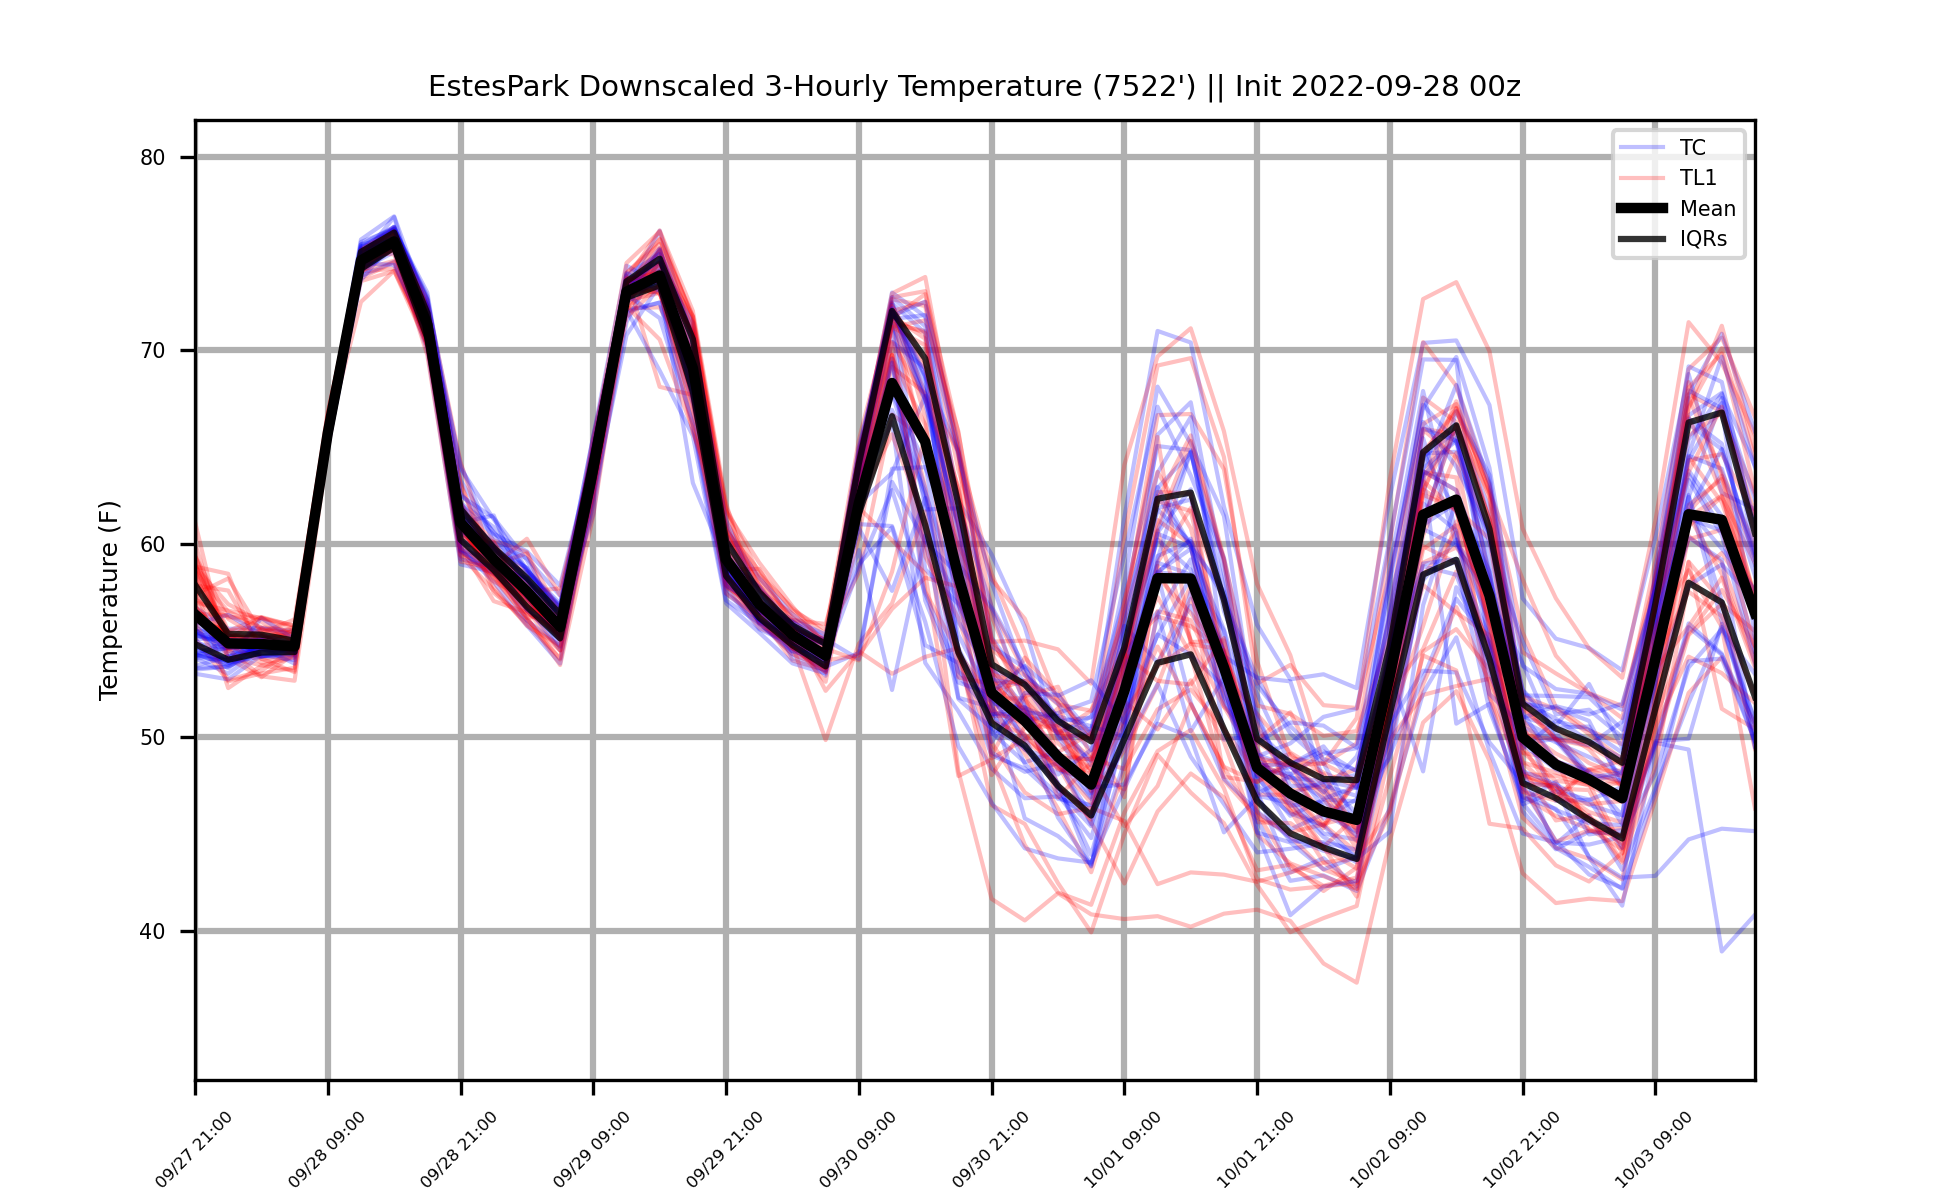 EstesPark Downscaled 3-Hourly Temperature (7522') || Init 2022-09-28 00z
TC
TL1
Mean
IQRs
Temperature (F)
80
70
60
50
40
09/27 21:00
09/28 09:00
09/28 21:00
09/29 09:00
09/29 21:00
09/30 09:00
09/30 21:00
10/01 09:00
10/01 21:00
10/02 09:00
10/02 21:00
10/03 09:00